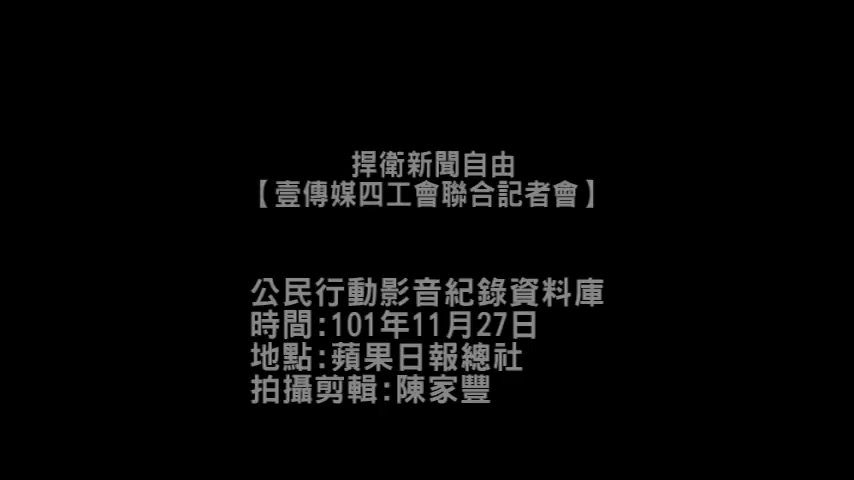 捍衛新聞自由
【壹傳媒四工會聯合記者會】
公民行動影音紀錄資料庫
時間:101年11月27日
地點:蘋果日報總社
拍攝剪輯:陳家豐